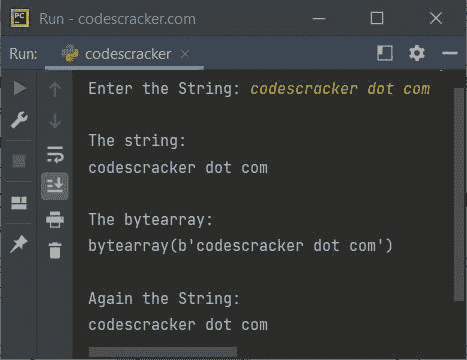 PC
Run - codescracker.com
Run: codescracker
Enter the String: codescracker dot com
The string:
codescracker dot com
The bytearray:
bytearray(b'codescracker dot com')
Again the String:
codescracker dot com